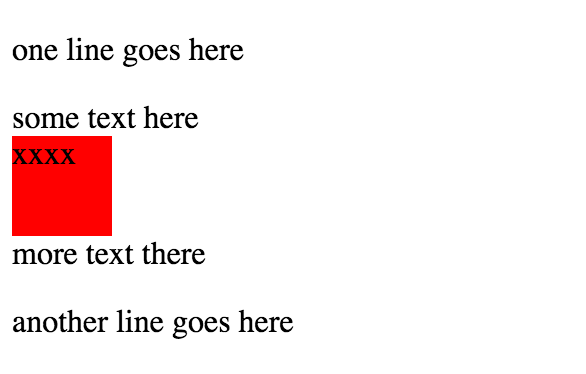 one line goes here
some text here
xxxx
more text there
another line goes here